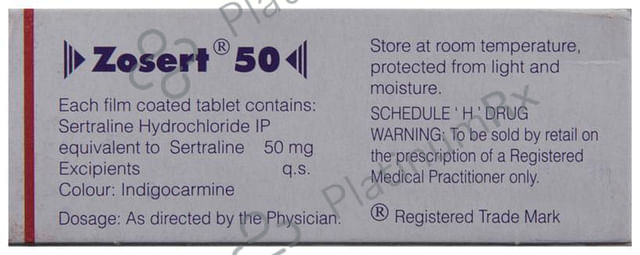 Zosert® 50
Each film coated tablet contains:
Sertraline Hydrochloride IP
equivalent to Sertraline 50 mg
Excipients q.s.
Colour: Indigocarmine
Dosage: As directed by the Physician.
Store at room temperature,
protected from light and
moisture.
SCHEDULE ' H ' DRUG
WARNING: To be sold by retail on
the prescription of a Registered
Medical Practitioner only.
® Registered Trade Mark
PlatinumRx